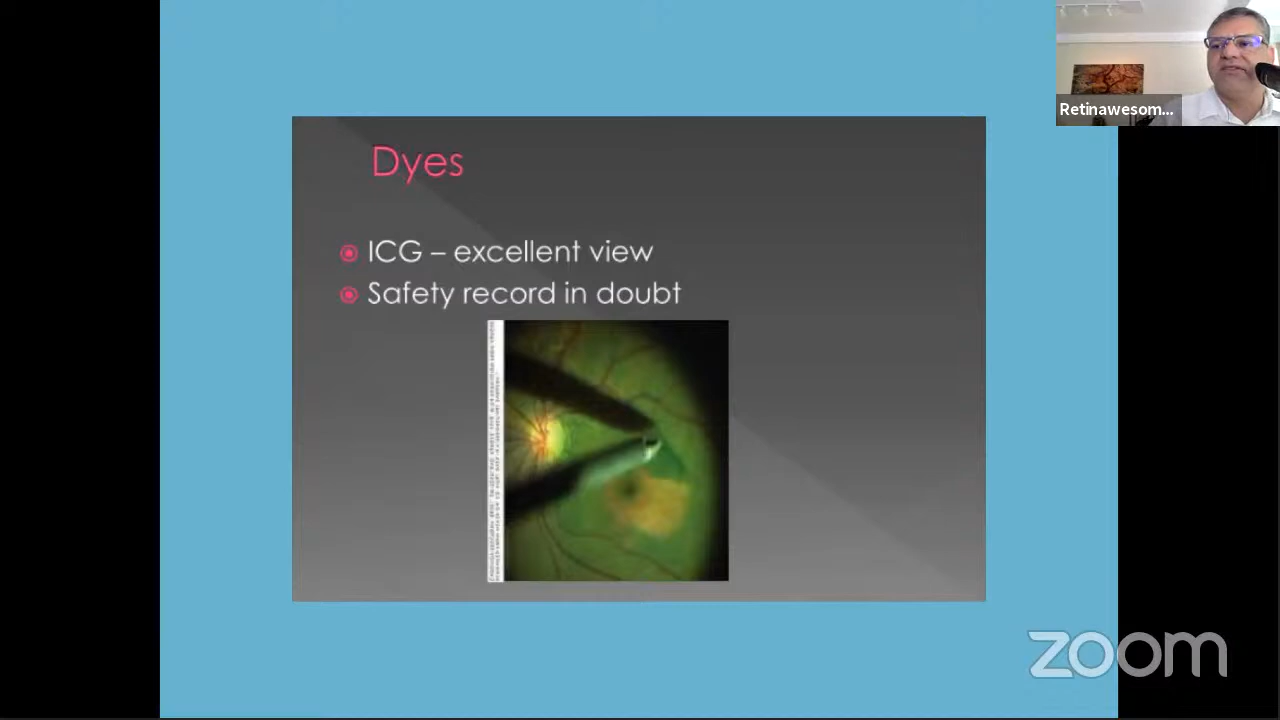 Retinawesom...
Dyes
ICG – excellent view
Safety record in doubt
zoom